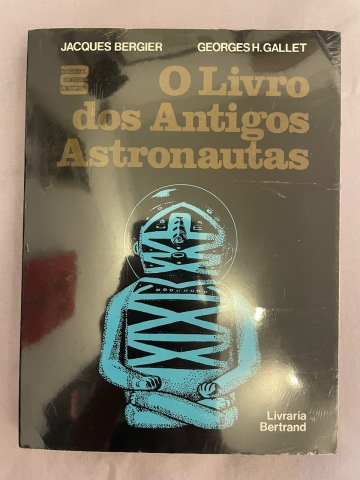 JACQUES BERGIER GEORGES H. GALLET
O Livro
dos Antigos
Astronautas
Livraria
Bertrand